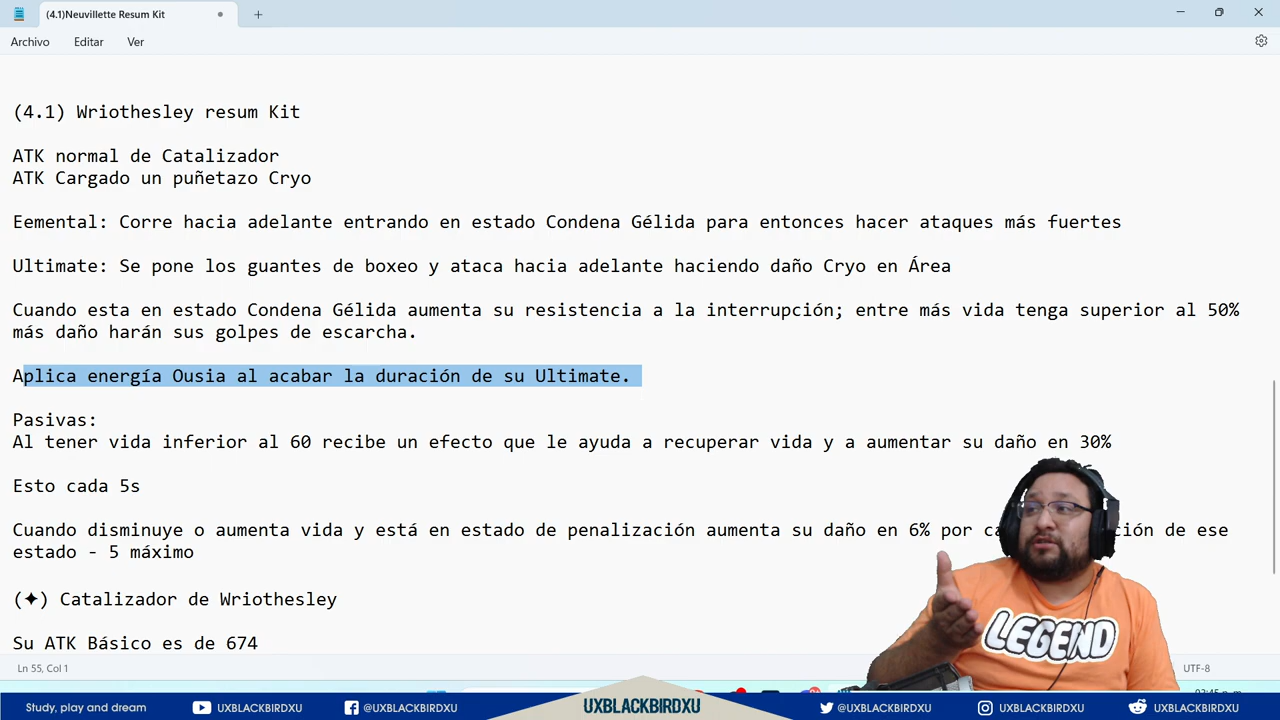 (4.1)Neuvillette Resum Kit
Archivo Editar Ver
(4.1) Wriothesley resum Kit
ATK normal de Catalizador
ATK Cargado un puñetazo Cryo
Eemental: Corre hacia adelante entrando en estado Condena Gélida para entonces hacer ataques más fuertes
Ultimate: Se pone los guantes de boxeo y ataca hacia adelante haciendo daño Cryo en Área
Cuando esta en estado Condena Gélida aumenta su resistencia a la interrupción; entre más vida tenga superior al 50%
más daño harán sus golpes de escarcha.
Aplica energía Ousia al acabar la duración de su Ultimate.
Pasivas:
Al tener vida inferior al 60 recibe un efecto que le ayuda a recuperar vida y a aumentar su daño en 30%
Esto cada 5s
Cuando disminuye o aumenta vida y está en estado de penalización aumenta su daño en 6% por de ese
estado - 5 máximo
(✦) Catalizador de Wriothesley
Su ATK Básico es de 674
Ln 55, Col 1
UTF-8
LEGEND
Study, play and dream
UXBLACKBIRDXU
@UXBLACKBIRDXU
UXBLACKBIRDXU
@UXBLACKBIRDXU
UXBLACKBIRDXU
UXBLACKBIRDXU